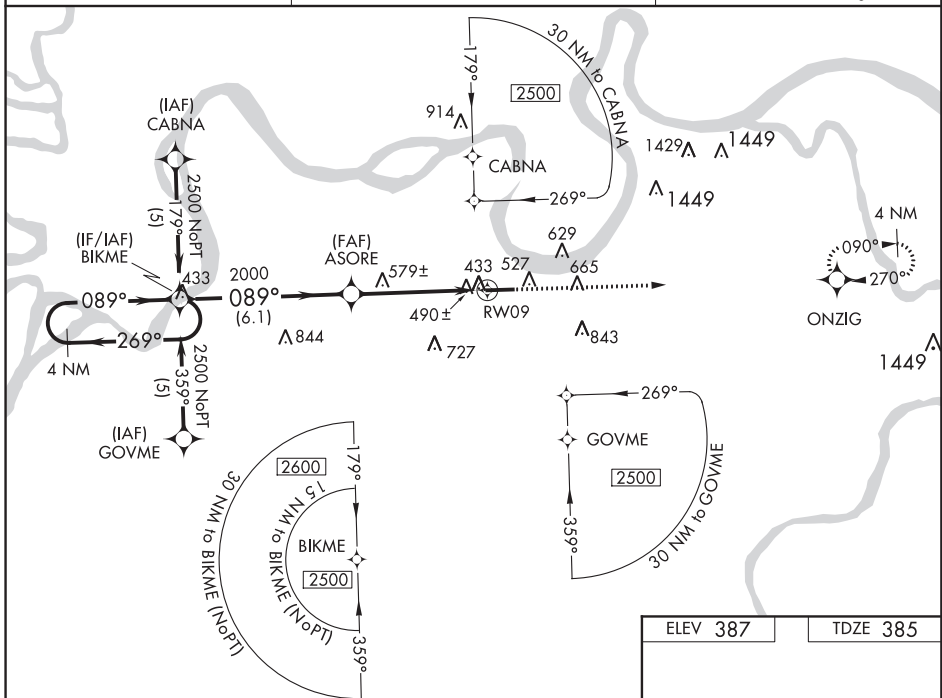 30 NM to CABNA
179°
2500
914
CABNA
269°
1429
1449
1449
(IAF)
CABNA
2500 NoPT
179°
(5)
(IF/IAF)
BIKME
433
2000
089°
(6.1)
089°
269°
4 NM
(FAF)
ASORE
579±
433
527
629
665
490±
RW09
844
727
843
4 NM
090°
270°
ONZIG
1449
2500 NoPT
359°
(5)
(IAF)
GOVME
269°
GOVME
2500
359°
30 NM to GOVME
2600
179°
15 NM to BIKME (NoPT)
30 NM to BIKME (NoPT)
BIKME
2500
359°
ELEV 387
TDZE 385